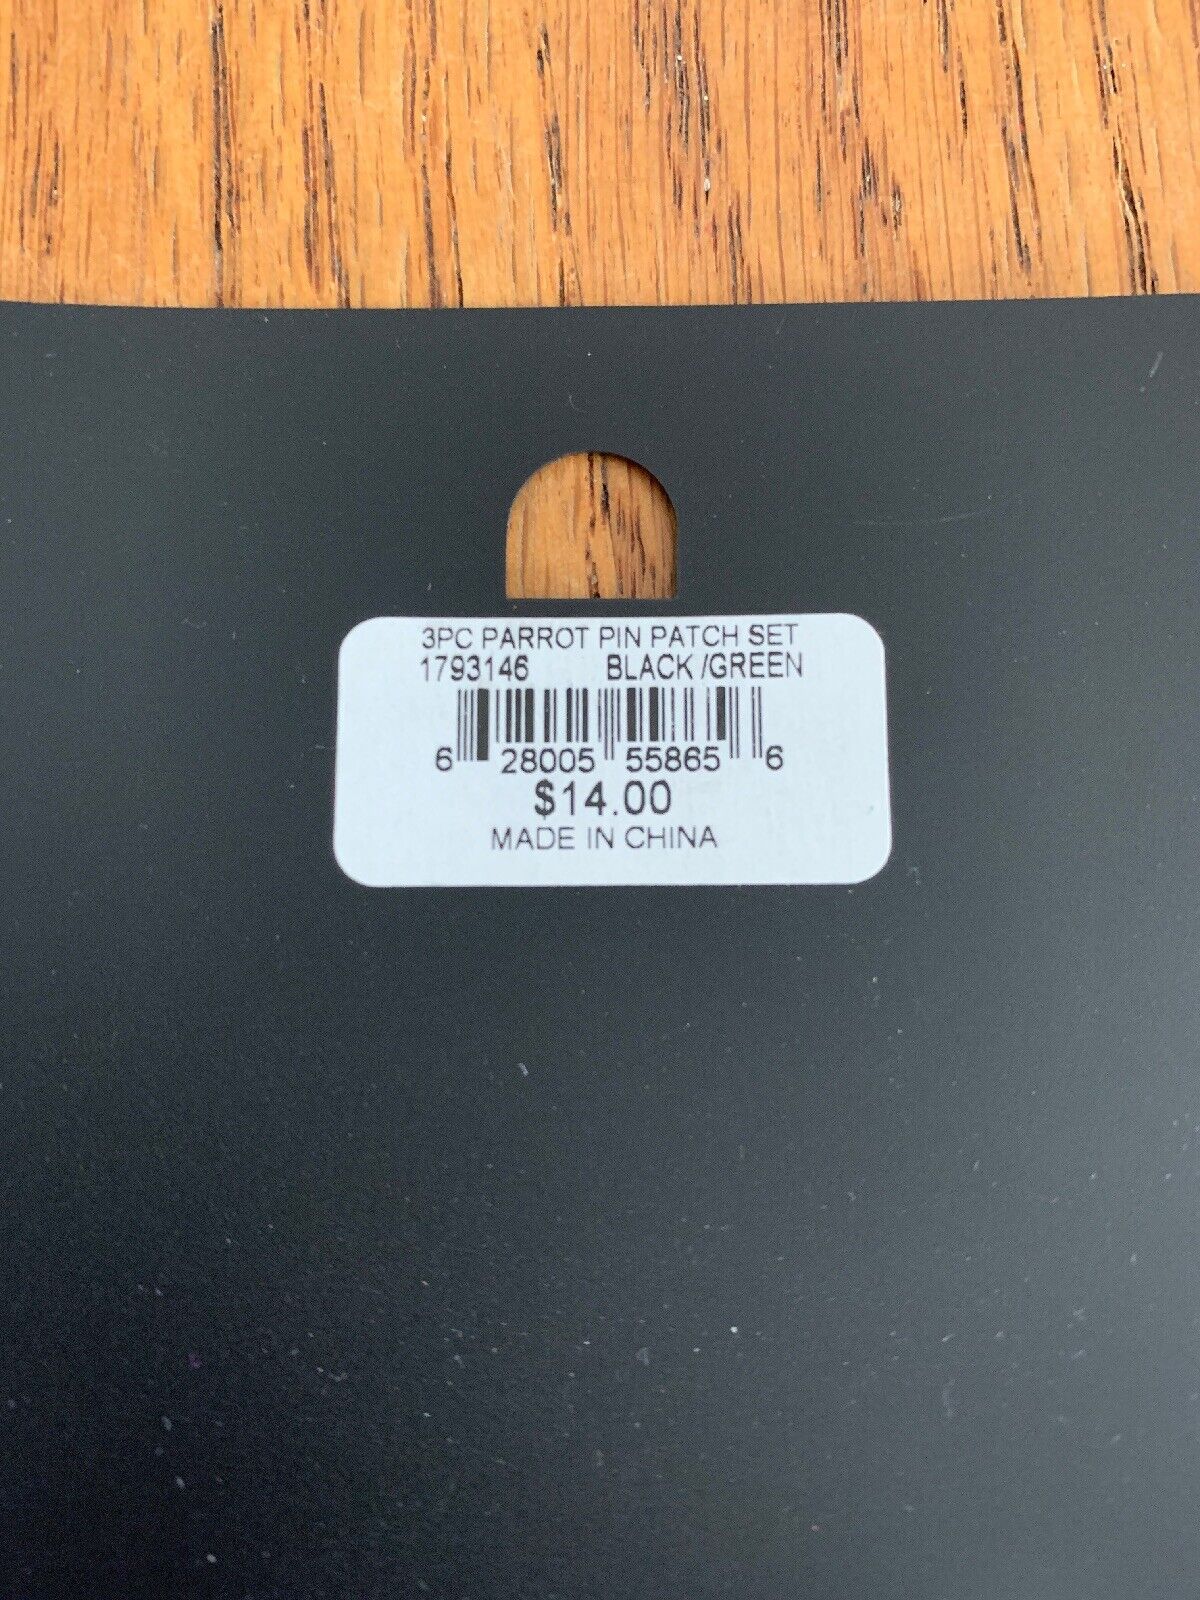 3PC PARROT PIN PATCH SET
1793146 BLACK /GREEN
6 28005 55865 6
$14.00
MADE IN CHINA